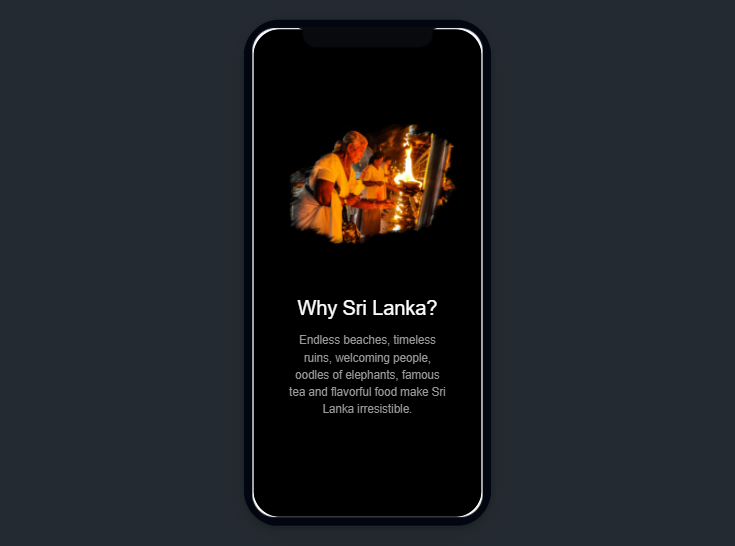 Why Sri Lanka?
Endless beaches, timeless
ruins, welcoming people,
oodles of elephants, famous
tea and flavorful food make Sri
Lanka irresistible.